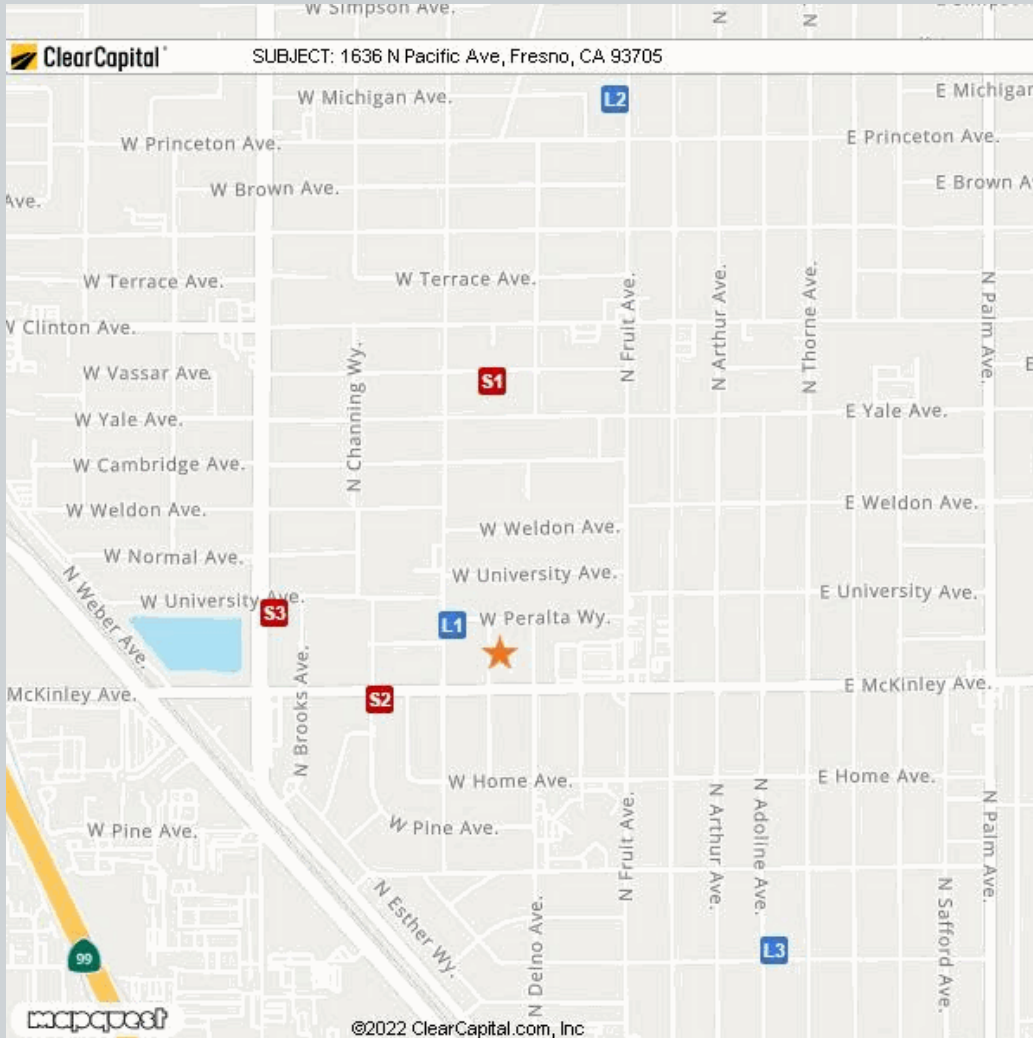 W Simpson Ave.
N
N
ClearCapital
SUBJECT: 1636 N Pacific Ave, Fresno, CA 93705
W Michigan Ave.
L2
E Michigan
W Princeton Ave.
E Princeton Ave.
W Brown Ave.
E Brown Av
Ave.
W Terrace Ave.
W Terrace Ave.
N Fruit Ave.
N Arthur Ave.
N Thorne Ave.
N Palm Ave.
W Clinton Ave.
N Channing Wy.
W Vassar Ave.
S1
E
W Yale Ave.
E Yale Ave.
W Cambridge Ave.
W Weldon Ave.
W Weldon Ave.
E Weldon Ave.
W Normal Ave.
N Weber Ave.
W University Ave.
W University Ave.
E University Ave.
S3
L1
W Peralta Wy.
N Brooks Ave.
McKinley Ave.
S2
E McKinley Ave.
W Home Ave.
E Home Ave.
W Pine Ave.
W Pine Ave.
N Fruit Ave.
N Arthur Ave.
N Adoline Ave.
N Palm Ave.
N Esther Wy.
N Delno Ave.
N Safford Ave.
L3
99
mapquest
©2022 ClearCapital.com, Inc